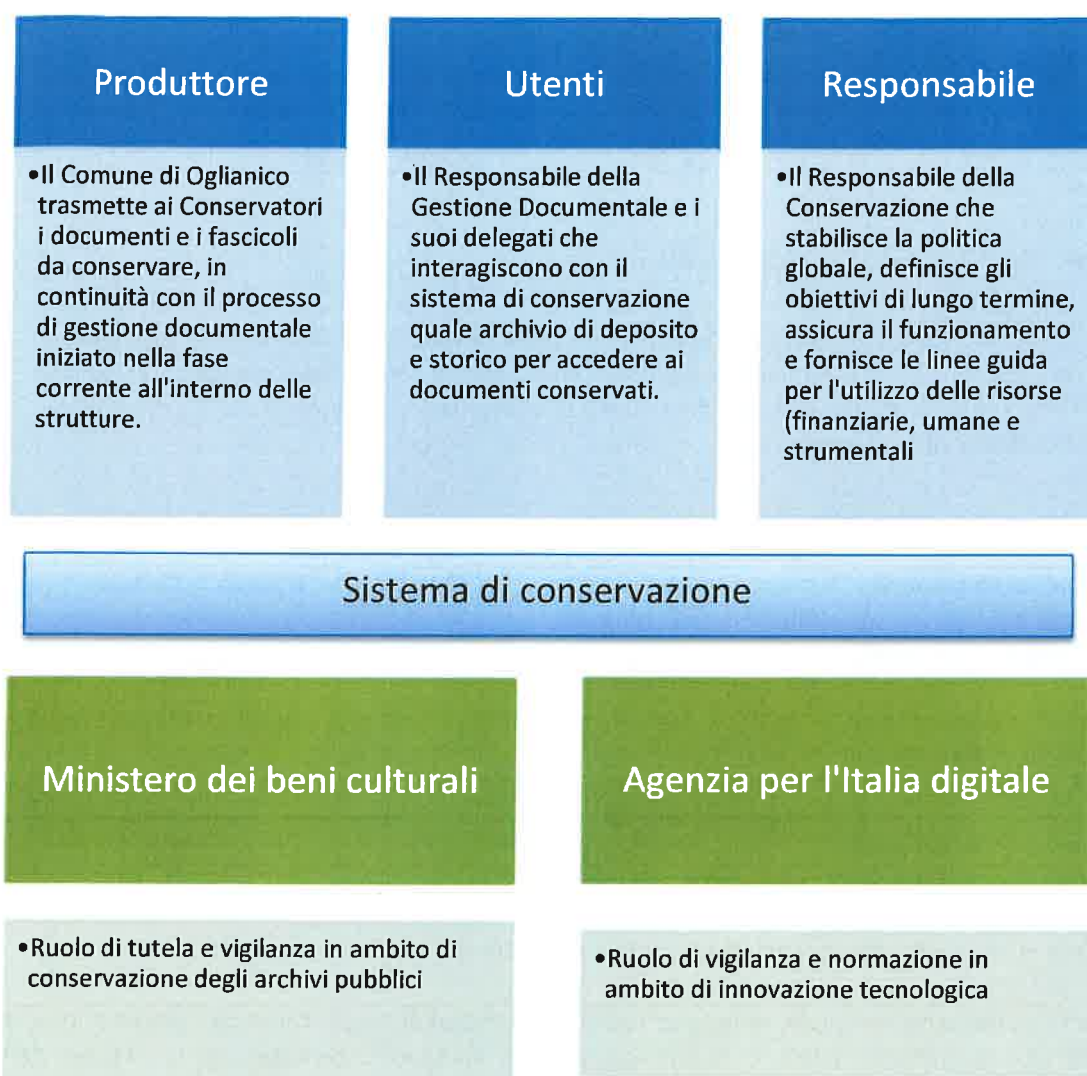 Produttore
•Il Comune di Oglianico
trasmette ai Conservatori
i documenti e i fascicoli
da conservare, in
continuità con il processo
di gestione documentale
iniziato nella fase
corrente all'interno delle
strutture.
Utenti
•Il Responsabile della
Gestione Documentale e i
suoi delegati che
interagiscono con il
sistema di conservazione
quale archivio di deposito
e storico per accedere ai
documenti conservati.
Responsabile
•Il Responsabile della
Conservazione che
stabilisce la politica
globale, definisce gli
obiettivi di lungo termine,
assicura il funzionamento
e fornisce le linee guida
per l'utilizzo delle risorse
(finanziarie, umane e
strumentali
Sistema di conservazione
Ministero dei beni culturali
•Ruolo di tutela e vigilanza in ambito di
conservazione degli archivi pubblici
Agenzia per l'Italia digitale
•Ruolo di vigilanza e normazione in
ambito di innovazione tecnologica